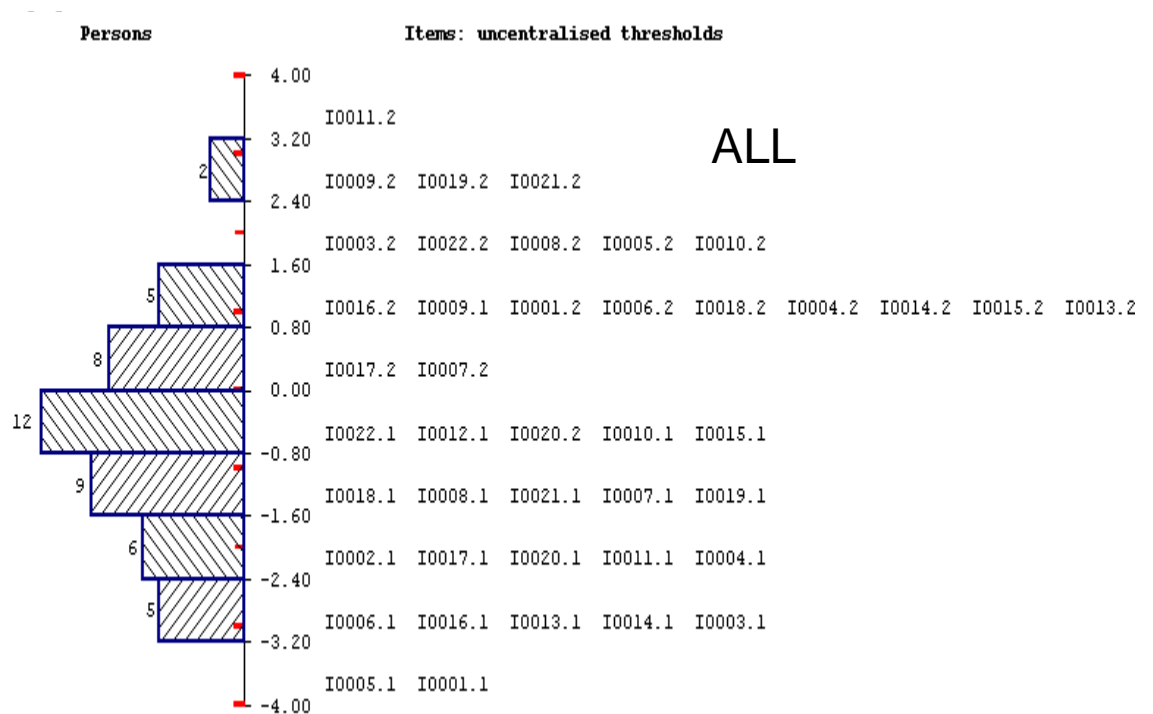 Persons Items: uncentralised thresholds
4.00
I0011.2
3.20
ALL
2 I0009.2 I0019.2 I0021.2
2.40
I0003.2 I0022.2 I0008.2 I0005.2 I0010.2
1.60
5 I0016.2 I0009.1 I0001.2 I0006.2 I0018.2 I0004.2 I0014.2 I0015.2 I0013.2
0.80
8 I0017.2 I0007.2
0.00
12 I0022.1 I0012.1 I0020.2 I0010.1 I0015.1
-0.80
9 I0018.1 I0008.1 I0021.1 I0007.1 I0019.1
-1.60
6 I0002.1 I0017.1 I0020.1 I0011.1 I0004.1
-2.40
5 I0006.1 I0016.1 I0013.1 I0014.1 I0003.1
-3.20
I0005.1 I0001.1
-4.00